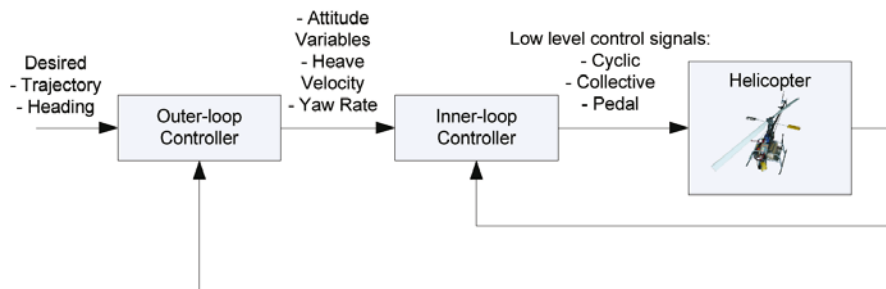 Desired
- Trajectory
- Heading
Outer-loop
Controller
- Attitude
Variables
- Heave
Velocity
- Yaw Rate
Inner-loop
Controller
Low level control signals:
- Cyclic
- Collective
- Pedal
Helicopter